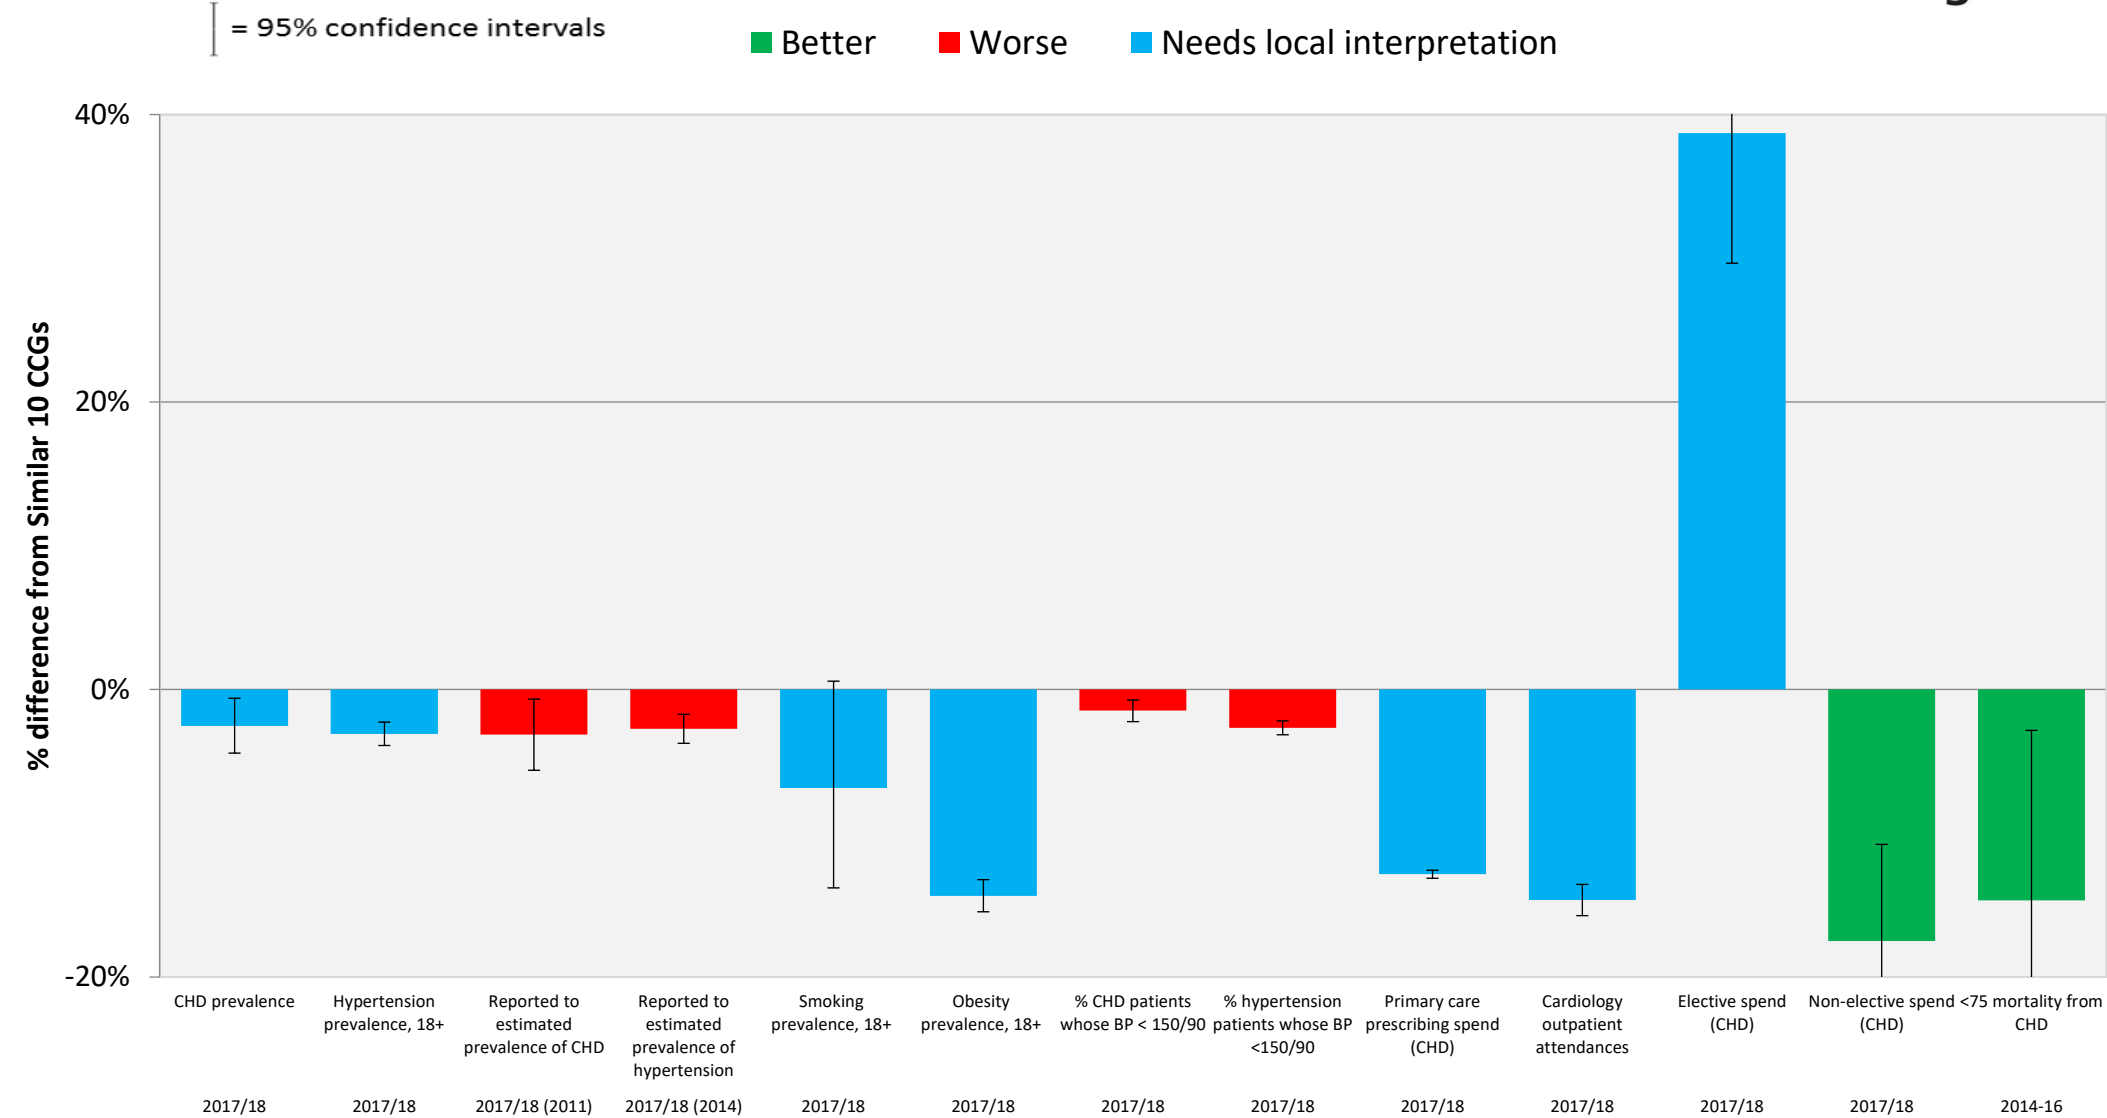 = 95% confidence intervals
Better
Worse
Needs local interpretation
% difference from Similar 10 CCGs
40%
20%
0%
-20%
CHD prevalence
2017/18
Hypertension
prevalence, 18+
2017/18
Reported to
estimated
prevalence of CHD
2017/18 (2011)
Reported to
estimated
prevalence of
hypertension
2017/18 (2014)
Smoking
prevalence, 18+
2017/18
Obesity
prevalence, 18+
2017/18
% CHD patients
whose BP < 150/90
2017/18
% hypertension
patients whose BP
<150/90
2017/18
Primary care
prescribing spend
(CHD)
2017/18
Cardiology
outpatient
attendances
2017/18
Elective spend
(CHD)
2017/18
Non-elective spend
(CHD)
2017/18
<75 mortality from
CHD
2014-16